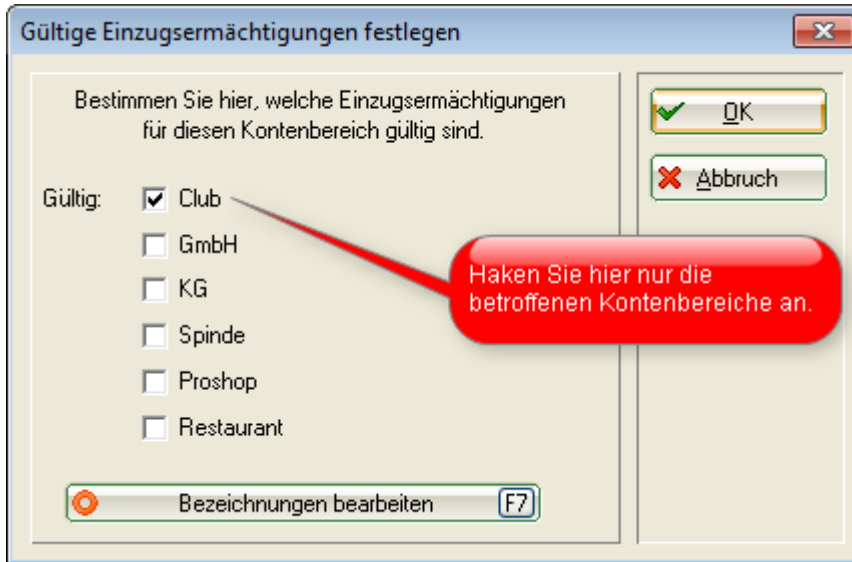 Gültige Einzugsermächtigungen festlegen
Bestimmen Sie hier, welche Einzugsermächtigungen
für diesen Kontenbereich gültig sind.
OK
Abbruch
Gültig: Club
GmbH
KG
Spinde
Proshop
Restaurant
Haken Sie hier nur die
betroffenen Kontenbereiche an.
Bezeichnungen bearbeiten F7